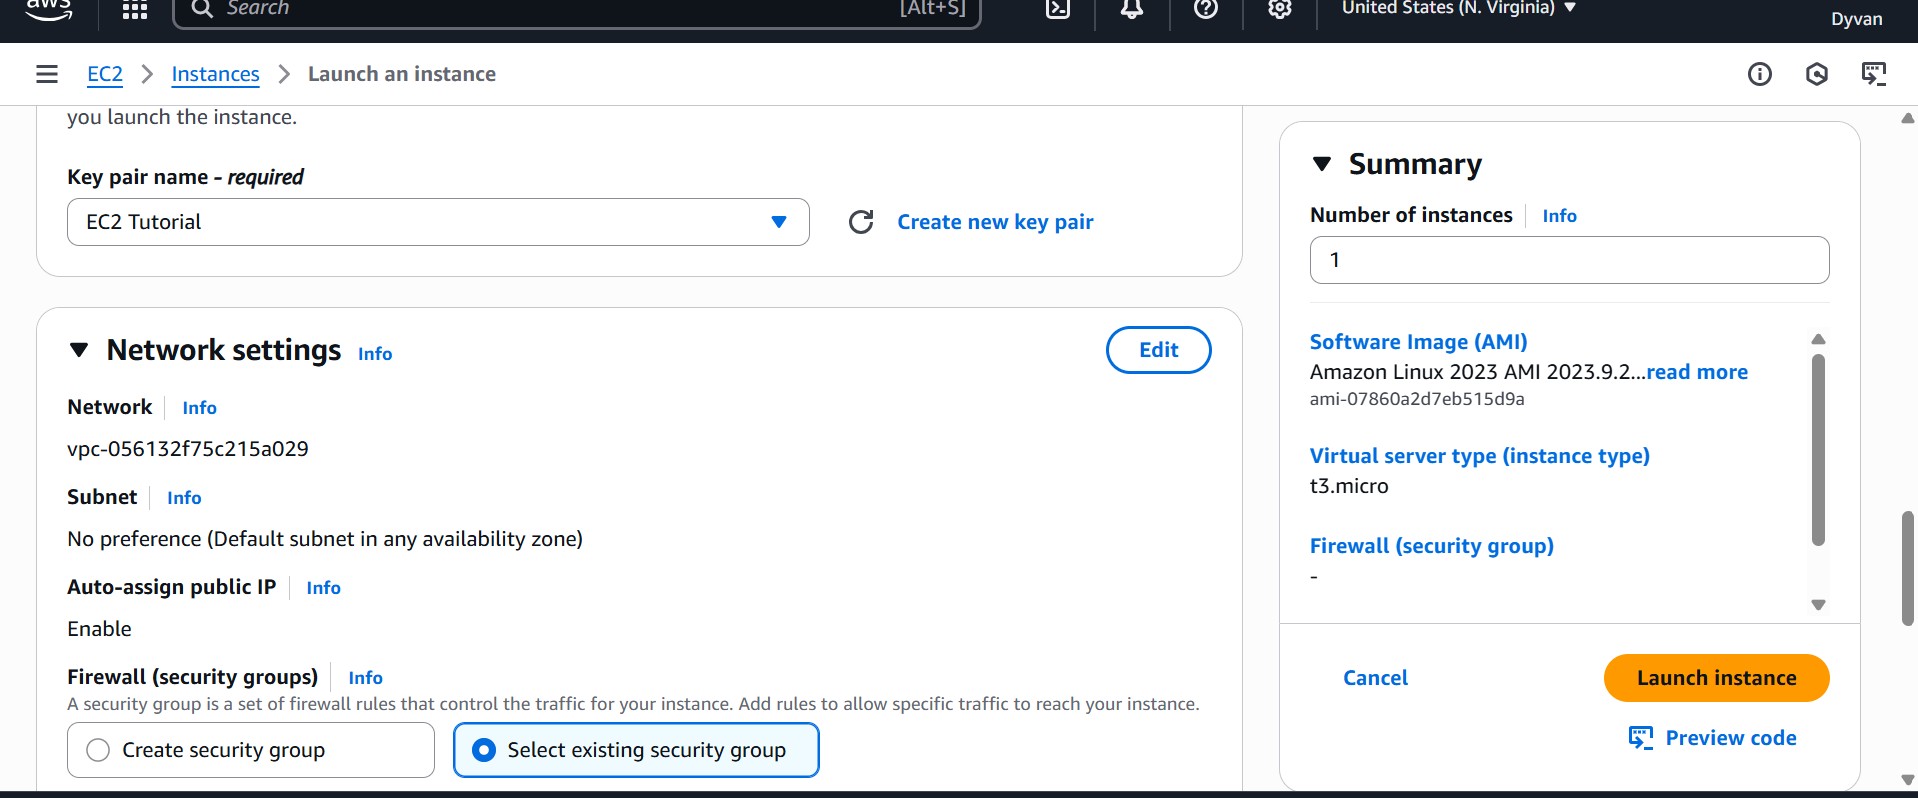 aws
Search
[Alt+S]
United States (N. Virginia)
Dyvan
EC2 > Instances > Launch an instance
you launch the instance.
Key pair name - required
EC2 Tutorial
Create new key pair
Network settings Info
Edit
Network Info
vpc-056132f75c215a029
Subnet Info
No preference (Default subnet in any availability zone)
Auto-assign public IP Info
Enable
Firewall (security groups) Info
A security group is a set of firewall rules that control the traffic for your instance. Add rules to allow specific traffic to reach your instance.
Create security group
Select existing security group
Summary
Number of instances Info
1
Software Image (AMI)
Amazon Linux 2023 AMI 2023.9.2...read more
ami-07860a2d7eb515d9a
Virtual server type (instance type)
t3.micro
Firewall (security group)
-
Cancel
Launch instance
Preview code